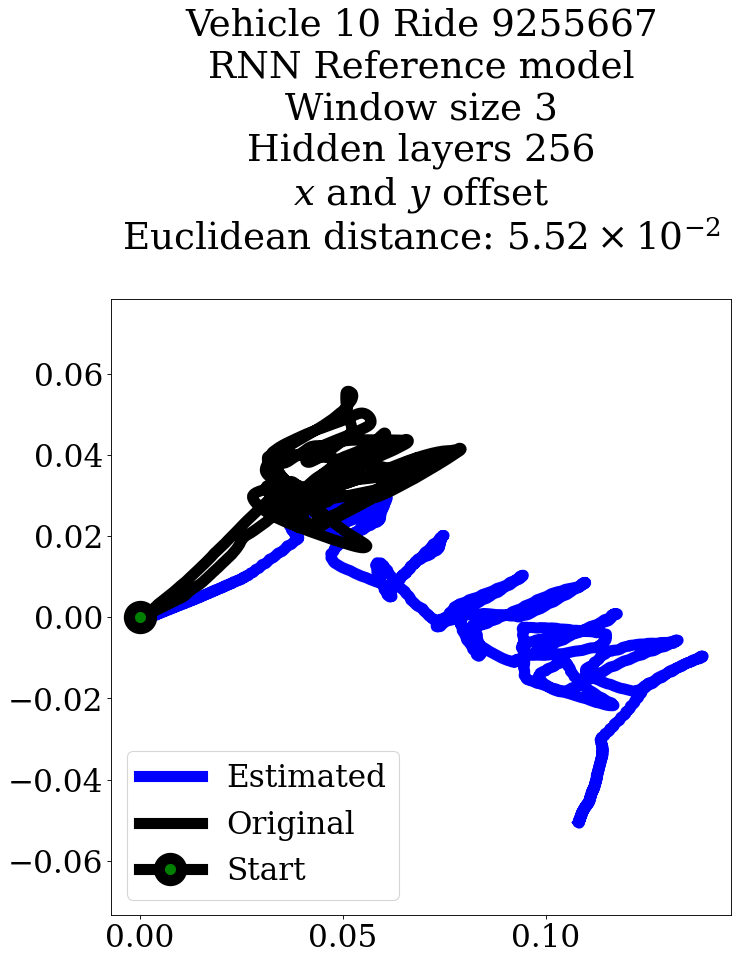 Vehicle 10 Ride 9255667
RNN Reference model
Window size 3
Hidden layers 256
x and y offset
Euclidean distance: 5.52 × 10⁻²
0.06
0.04
0.02
0.00
−0.02
−0.04
−0.06
Estimated
Original
Start
0.00 0.05 0.10